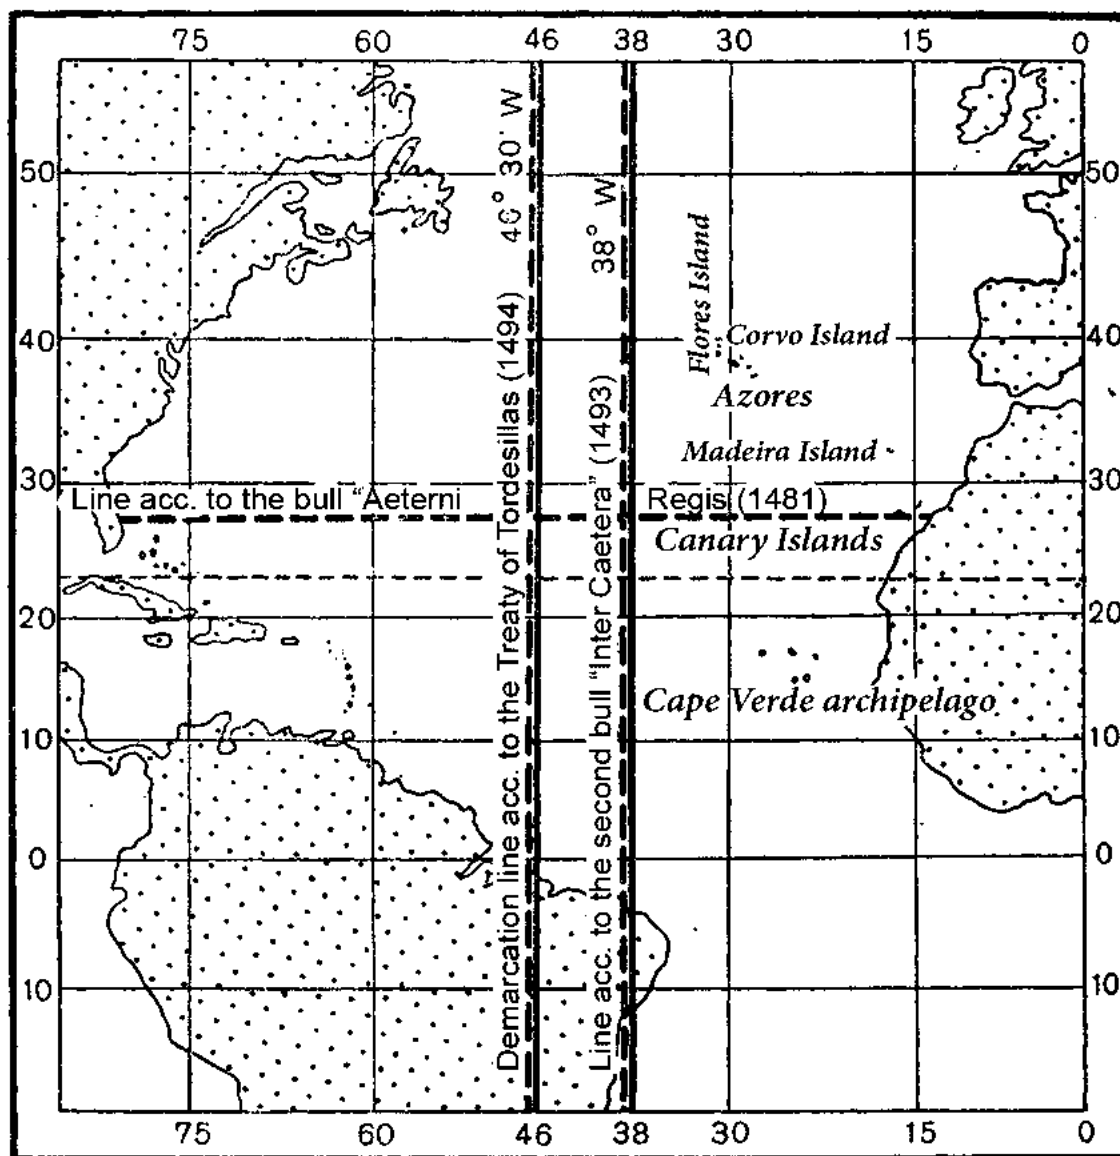 75 60 46 38 30 15 0
46° 30' W
38° W
50 50
Flores Island
40 40
Corvo Island
Azores
Madeira Island
30 30
Line acc. to the bull "Aeterni Regis (1481)
Canary Islands
20 20
Cape Verde archipelago
Demarcation line acc. to the Treaty of Tordesillas (1494)
Line acc. to the second bull "Inter Caetera" (1493)
10 10
0 0
10 10
75 60 46 38 30 15 0